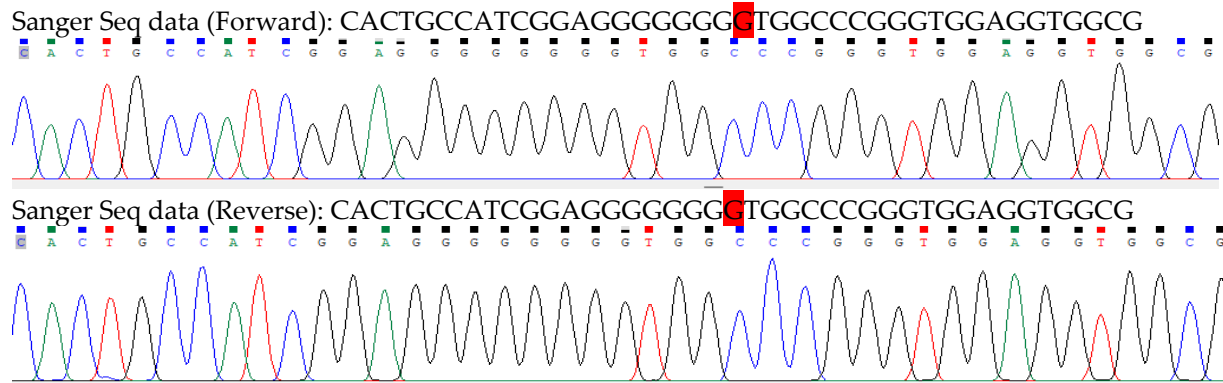 Sanger Seq data (Forward): CACTGCCATCGGAGGGGGGGGTGGCCCGGGTGGAGGTGGCG
C A C T G C C A T C G G A G G G G G G G G T G G C C C G G G T G G A G G T G G C G
Sanger Seq data (Reverse): CACTGCCATCGGAGGGGGGGGTGGCCCGGGTGGAGGTGGCG
C A C T G C C A T C G G A G G G G G G G G T G G C C C G G G T G G A G G T G G C G